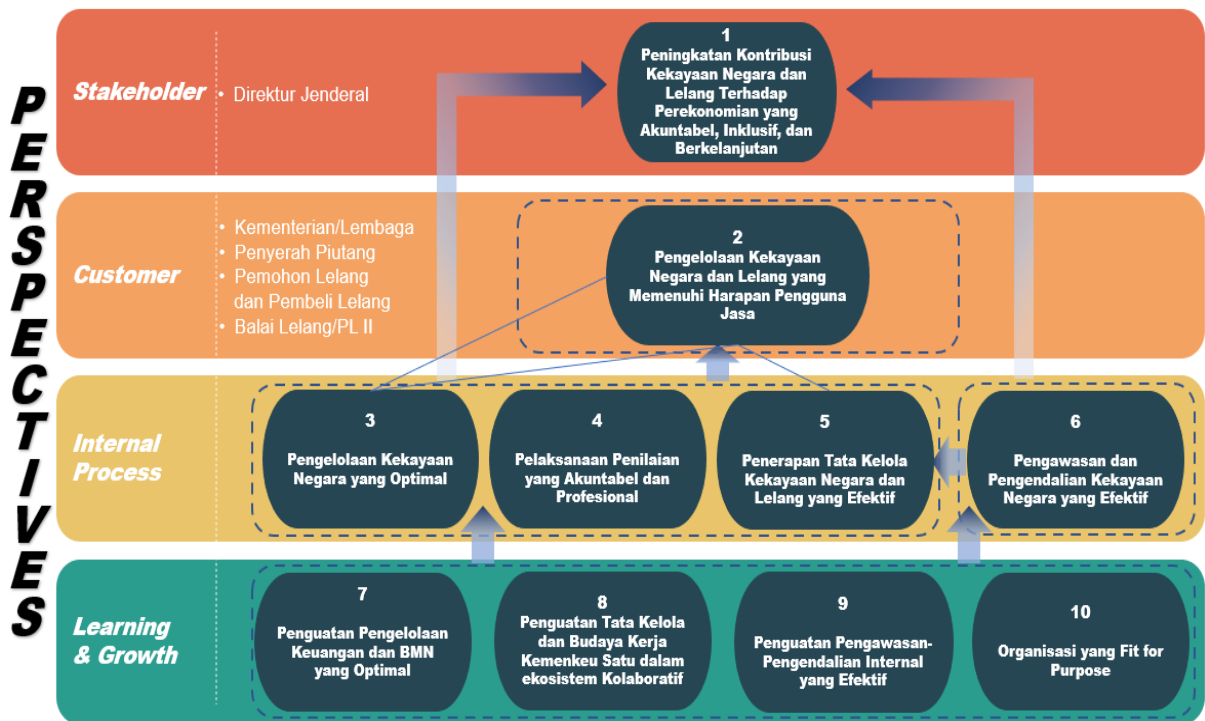 PERSPECTIVES
Stakeholder
• Direktur Jenderal
1
Peningkatan Kontribusi
Kekayaan Negara dan
Lelang Terhadap
Perekonomian yang
Akuntabel, Inklusif, dan
Berkelanjutan
Customer
• Kementerian/Lembaga
• Penyerah Piutang
• Pemohon Lelang
dan Pembeli Lelang
• Balai Lelang/PL II
2
Pengelolaan Kekayaan
Negara dan Lelang yang
Memenuhi Harapan Pengguna
Jasa
Internal
Process
3
Pengelolaan Kekayaan
Negara yang Optimal
4
Pelaksanaan Penilaian
yang Akuntabel dan
Profesional
5
Penerapan Tata Kelola
Kekayaan Negara dan
Lelang yang Efektif
6
Pengawasan dan
Pengendalian Kekayaan
Negara yang Efektif
Learning
& Growth
7
Penguatan Pengelolaan
Keuangan dan BMN
yang Optimal
8
Penguatan Tata Kelola
dan Budaya Kerja
Kemenkeu Satu dalam
ekosistem Kolaboratif
9
Penguatan Pengawasan-
Pengendalian Internal
yang Efektif
10
Organisasi yang Fit for
Purpose